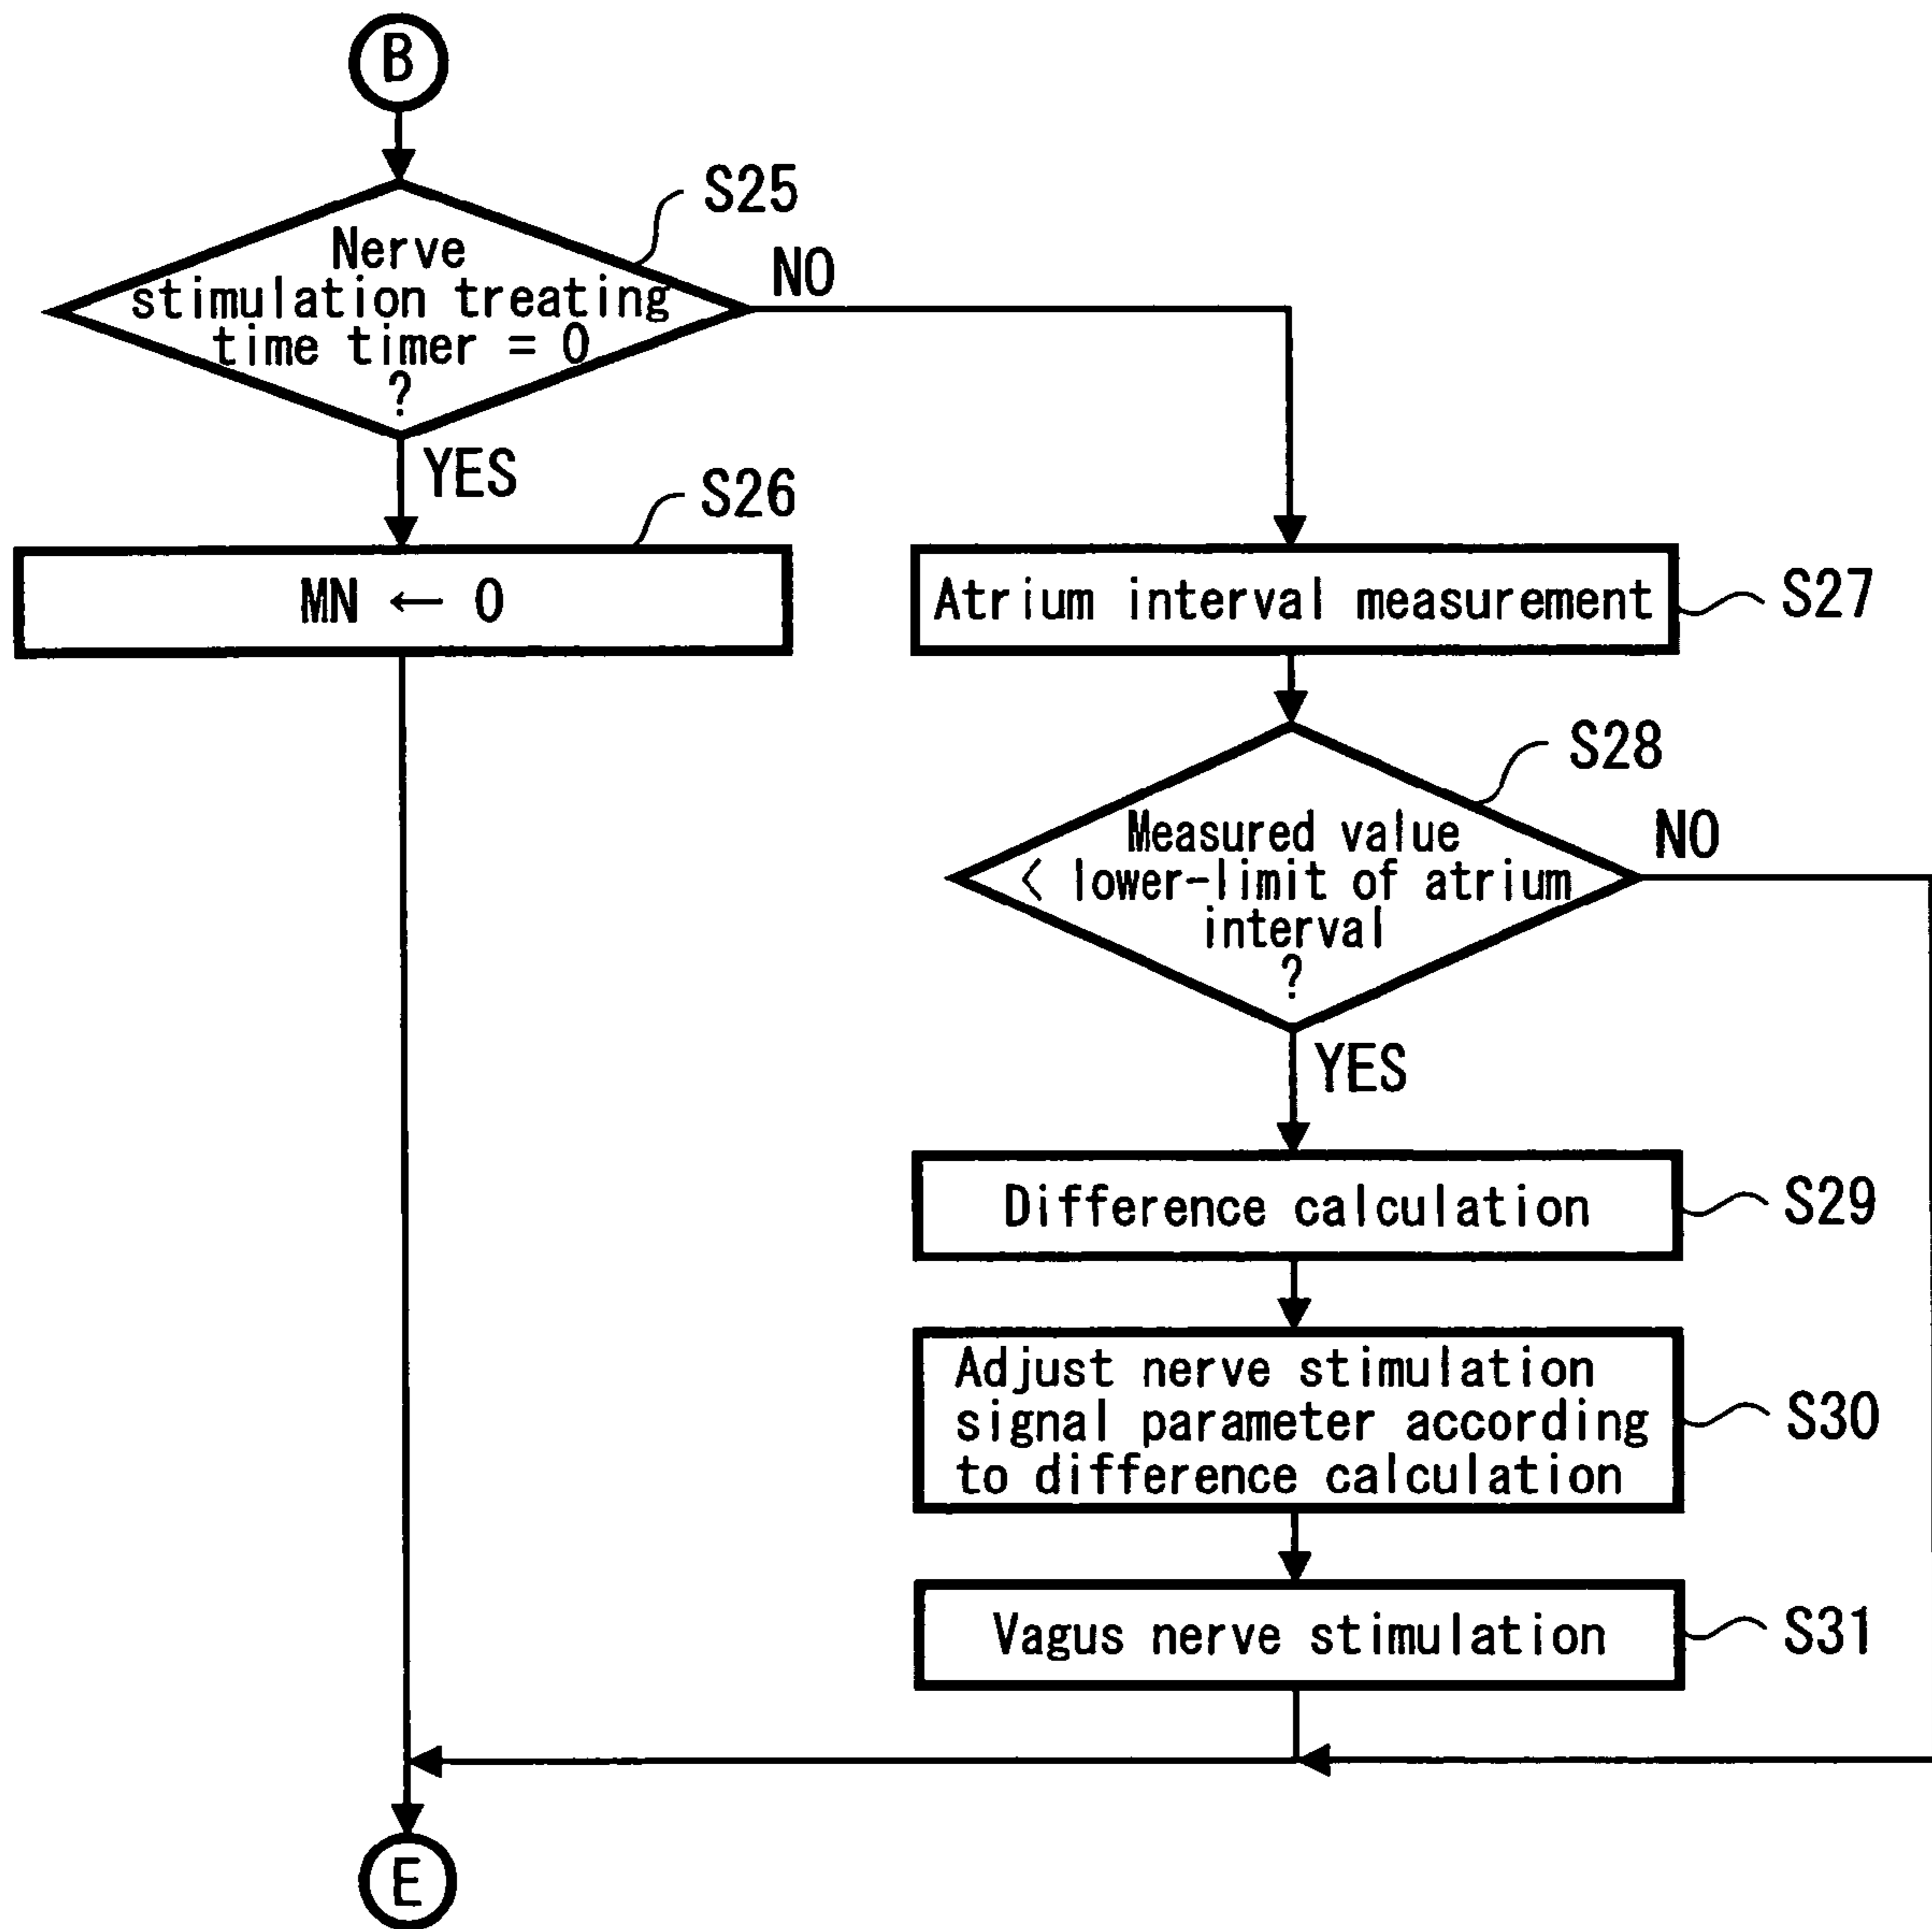 B
S25
Nerve
stimulation treating
time timer = 0
?
NO
YES
S26
MN ← 0
Atrium interval measurement
S27
S28
Measured value
< lower-limit of atrium
interval
?
NO
YES
Difference calculation
S29
Adjust nerve stimulation
signal parameter according
to difference calculation
S30
Vagus nerve stimulation
S31
E